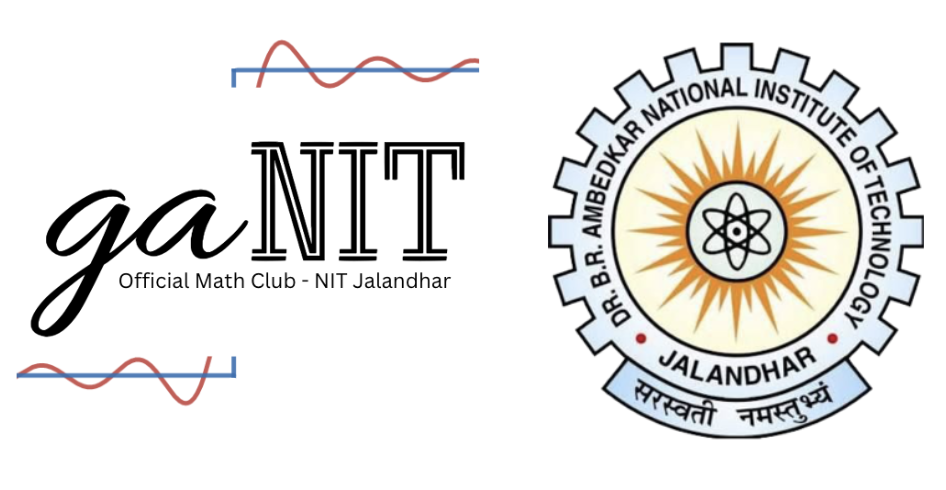 gaNIT
Official Math Club - NIT Jalandhar
DR. B.R. AMBEDKAR NATIONAL INSTITUTE OF TECHNOLOGY
JALANDHAR
सरस्वती नमस्तुभ्यं